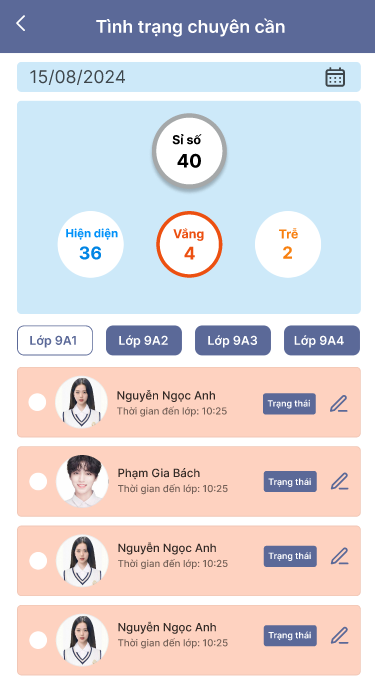 Tình trạng chuyên cần
15/08/2024
Sỉ số
40
Hiện diện
36
Vắng
4
Trễ
2
Lớp 9A1
Lớp 9A2
Lớp 9A3
Lớp 9A4
Nguyễn Ngọc Anh
Trạng thái
Thời gian đến lớp: 10:25
Phạm Gia Bách
Trạng thái
Thời gian đến lớp: 10:25
Nguyễn Ngọc Anh
Trạng thái
Thời gian đến lớp: 10:25
Nguyễn Ngọc Anh
Trạng thái
Thời gian đến lớp: 10:25